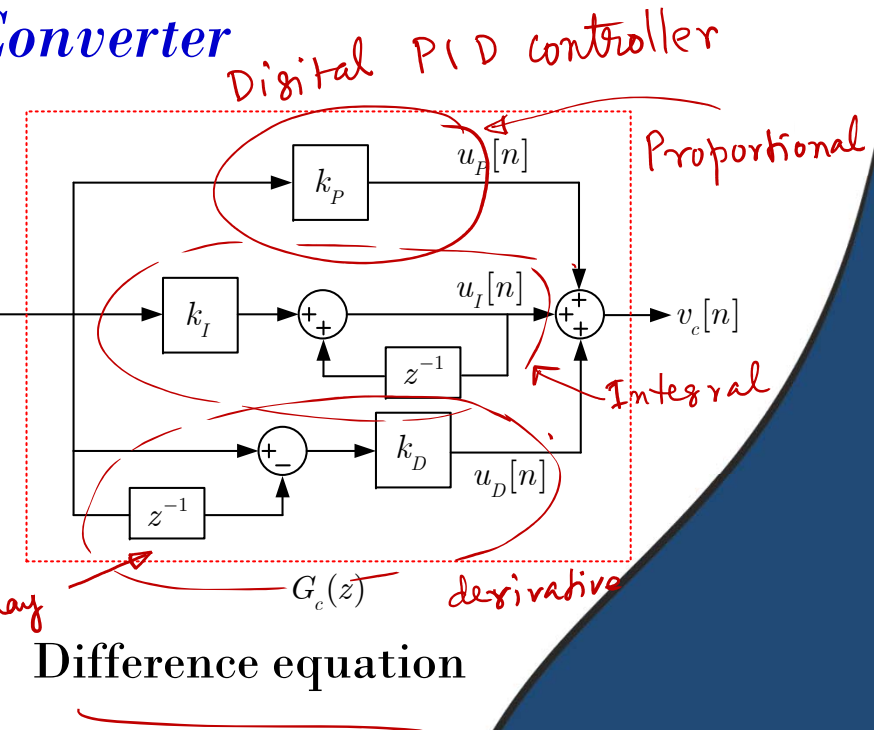 Converter
Digital PID controller
Proportional
k_P
u_P[n]
k_I
+
+
u_I[n]
+
+
+
v_c[n]
z^{-1}
Integral
+
−
k_D
u_D[n]
z^{-1}
G_c(z)
derivative
Difference equation